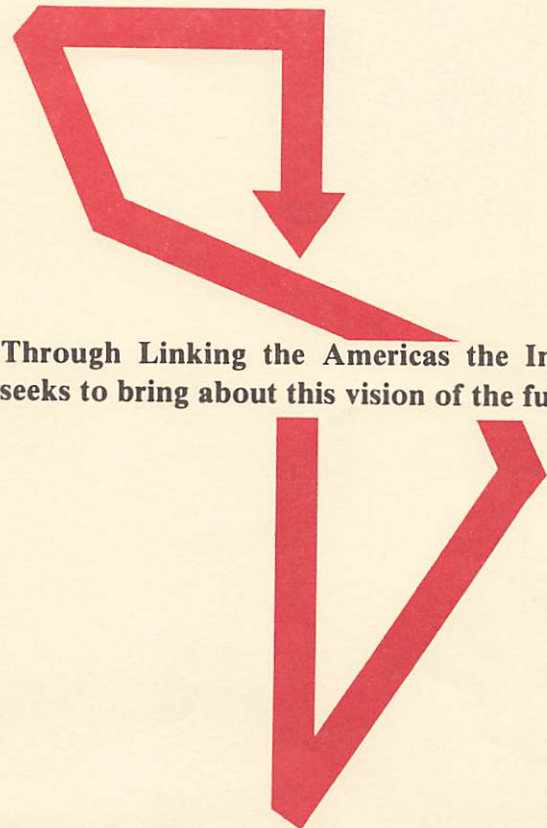 Through Linking the Americas the In
seeks to bring about this vision of the fu